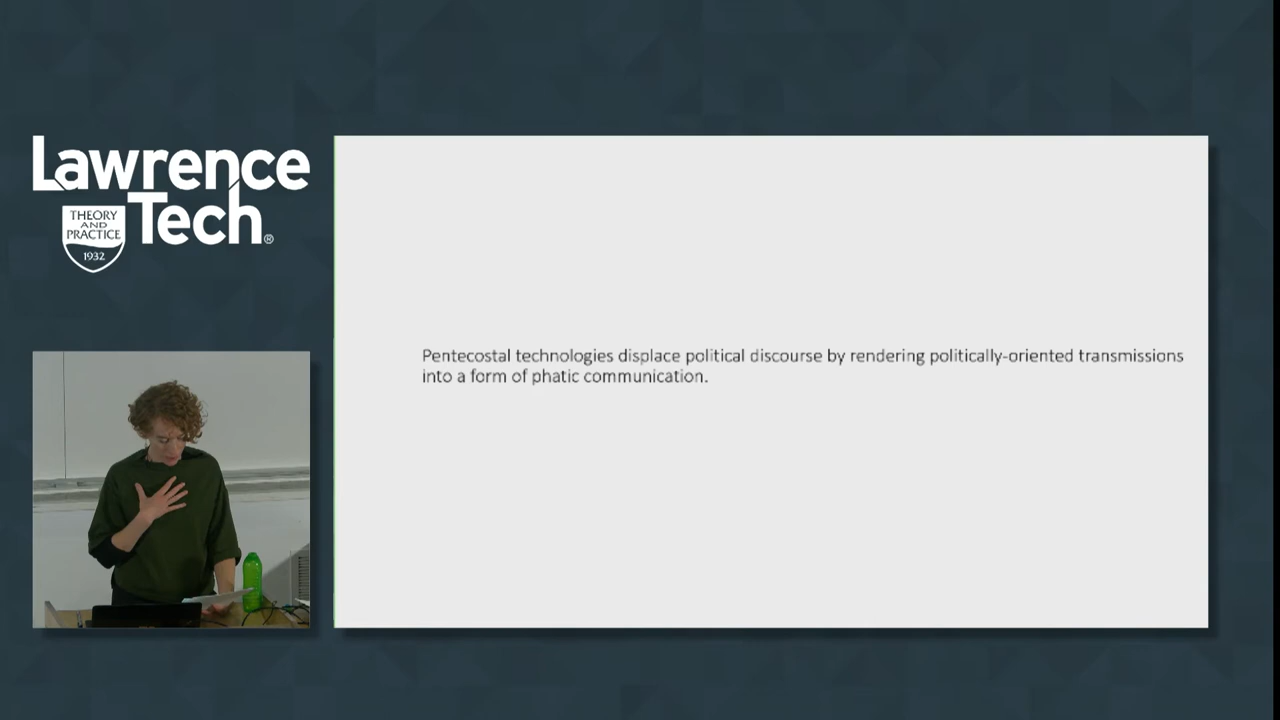 Lawrence
Tech®
THEORY
AND
PRACTICE
1932
Pentecostal technologies displace political discourse by rendering politically-oriented transmissions
into a form of phatic communication.